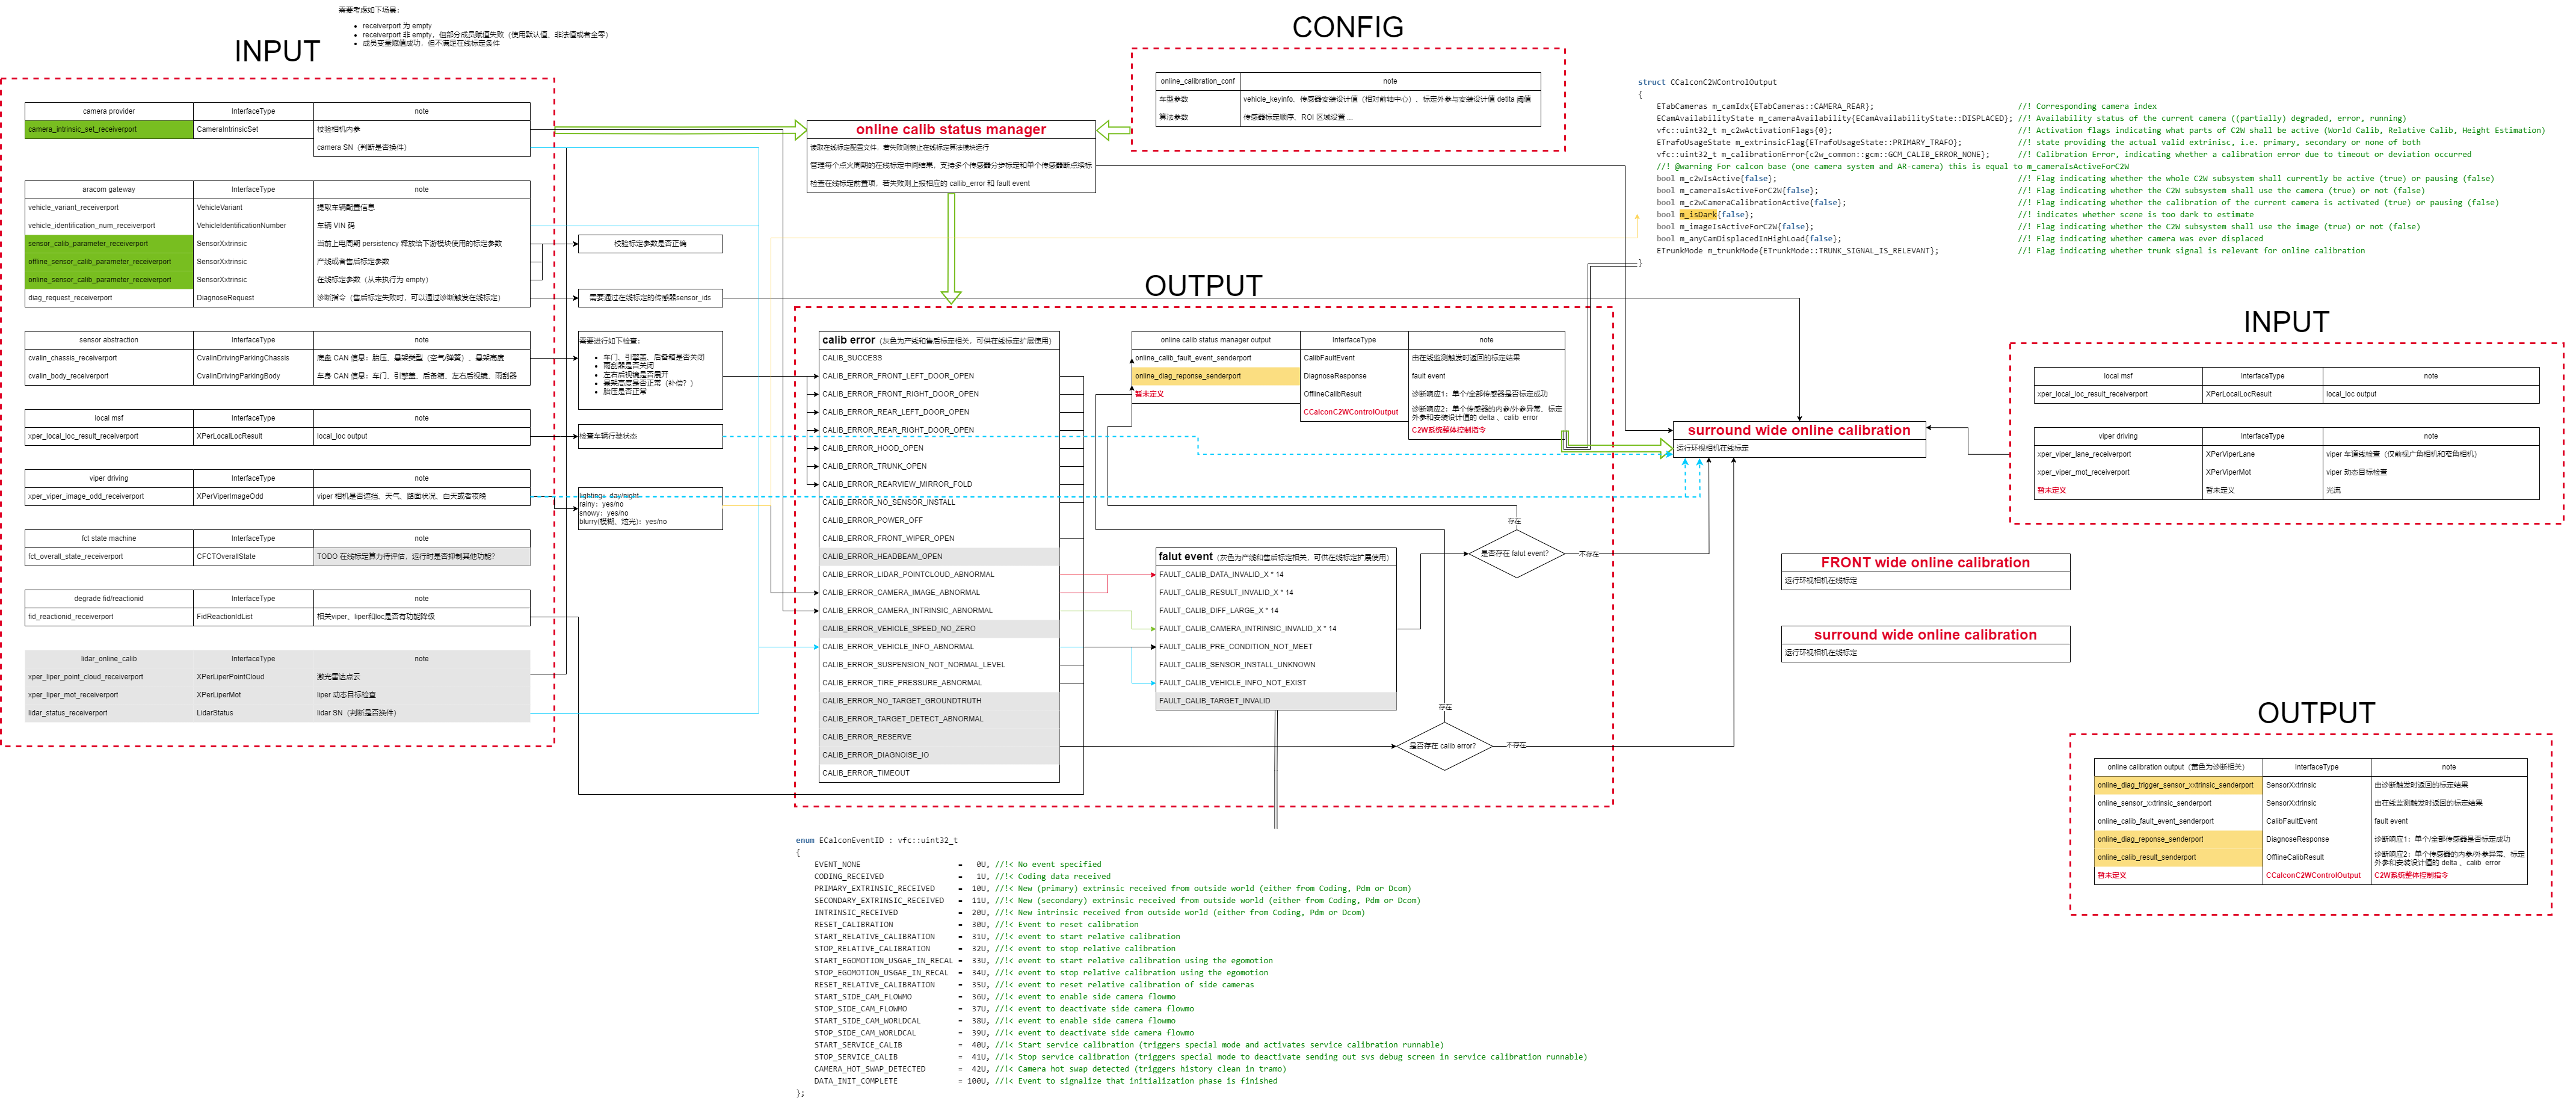 需要考虑如下场景：
receiverport 为 empty
receiverport 非 empty，但部分成员赋值失败（使用默认值、非法值或者全零）
成员变量赋值成功，但不满足在线标定条件
INPUT
camera provider InterfaceType note
camera_intrinsic_set_receiverport CameraIntrinsicSet 校验相机内参
camera SN（判断是否换件）
aracom gateway InterfaceType note
vehicle_variant_receiverport VehicleVariant 提取车辆配置信息
vehicle_identification_num_receiverport VehicleIdentificationNumber 车辆 VIN 码
sensor_calib_parameter_receiverport SensorXxtrinsic 当前上电周期 persistency 释放给下游模块使用的标定参数
offline_sensor_calib_parameter_receiverport SensorXxtrinsic 产线或者售后标定参数
online_sensor_calib_parameter_receiverport SensorXxtrinsic 在线标定参数（从未执行为 empty）
diag_request_receiverport DiagnoseRequest 诊断指令（售后标定失败时，可以通过诊断触发在线标定）
sensor abstraction InterfaceType note
cvalin_chassis_receiverport CvalinDrivingParkingChassis 底盘 CAN 信息：胎压、悬架类型（空气/弹簧）、悬架高度
cvalin_body_receiverport CvalinDrivingParkingBody 车身 CAN 信息：车门、引擎盖、后备箱、左右后视镜、雨刮器
local msf InterfaceType note
xper_local_loc_result_receiverport XPerLocalLocResult local_loc output
viper driving InterfaceType note
xper_viper_image_odd_receiverport XPerViperImageOdd viper 相机是否遮挡、天气、路面状况、白天或者夜晚
fct state machine InterfaceType note
fct_overall_state_receiverport CFCTOverallState TODO 在线标定算力待评估，运行时是否抑制其他功能？
degrade fid/reactionid InterfaceType note
fid_reactionid_receiverport FidReactionIdList 相关viper、liper和loc是否有功能降级
lidar_online_calib InterfaceType note
xper_liper_point_cloud_receiverport XPerLiperPointCloud 激光雷达点云
xper_liper_mot_receiverport XPerLiperMot liper 动态目标检查
lidar_status_receiverport LidarStatus lidar SN（判断是否换件）
校验标定参数是否正确
需要通过在线标定的传感器sensor_ids
需要进行如下检查：
车门、引擎盖、后备箱是否关闭
雨刮器是否关闭
左右后视镜是否展开
悬架高度是否正常（补偿？）
胎压是否正常
检查车辆行驶状态
lighting：day/night
rainy：yes/no
snowy：yes/no
blurry(模糊、炫光)：yes/no
online calib status manager
读取在线标定配置文件，若失败则禁止在线标定算法模块运行
管理每个点火周期的在线标定中间结果，支持多个传感器分步标定和单个传感器断点续标
检查在线标定前置项，若失败则上报相应的 callib_error 和 fault event
CONFIG
online_calibration_conf note
车型参数 vehicle_keyinfo、传感器安装设计值（相对前轴中心）、标定外参与安装设计值 deltta 阈值
算法参数 传感器标定顺序、ROI 区域设置 ...
OUTPUT
calib error（灰色为产线和售后标定相关，可供在线标定扩展使用）
CALIB_SUCCESS
CALIB_ERROR_FRONT_LEFT_DOOR_OPEN
CALIB_ERROR_FRONT_RIGHT_DOOR_OPEN
CALIB_ERROR_REAR_LEFT_DOOR_OPEN
CALIB_ERROR_REAR_RIGHT_DOOR_OPEN
CALIB_ERROR_HOOD_OPEN
CALIB_ERROR_TRUNK_OPEN
CALIB_ERROR_REARVIEW_MIRROR_FOLD
CALIB_ERROR_NO_SENSOR_INSTALL
CALIB_ERROR_POWER_OFF
CALIB_ERROR_FRONT_WIPER_OPEN
CALIB_ERROR_HEADBEAM_OPEN
CALIB_ERROR_LIDAR_POINTCLOUD_ABNORMAL
CALIB_ERROR_CAMERA_IMAGE_ABNORMAL
CALIB_ERROR_CAMERA_INTRINSIC_ABNORMAL
CALIB_ERROR_VEHICLE_SPEED_NO_ZERO
CALIB_ERROR_VEHICLE_INFO_ABNORMAL
CALIB_ERROR_SUSPENSION_NOT_NORMAL_LEVEL
CALIB_ERROR_TIRE_PRESSURE_ABNORMAL
CALIB_ERROR_NO_TARGET_GROUNDTRUTH
CALIB_ERROR_TARGET_DETECT_ABNORMAL
CALIB_ERROR_RESERVE
CALIB_ERROR_DIAGNOISE_IO
CALIB_ERROR_TIMEOUT
online calib status manager output InterfaceType note
online_calib_fault_event_senderport CalibFaultEvent 由在线监测触发时返回的标定结果
online_diag_reponse_senderport DiagnoseResponse fault event
暂未定义 OfflineCalibResult 诊断响应1：单个/全部传感器是否标定成功
CCalconC2WControlOutput 诊断响应2：单个传感器的内参/外参异常、标定
外参和安装设计值的 delta 、calib error
C2W系统整体控制指令
falut event（灰色为产线和售后标定相关，可供在线标定扩展使用）
FAULT_CALIB_DATA_INVALID_X * 14
FAULT_CALIB_RESULT_INVALID_X * 14
FAULT_CALIB_DIFF_LARGE_X * 14
FAULT_CALIB_CAMERA_INTRINSIC_INVALID_X * 14
FAULT_CALIB_PRE_CONDITION_NOT_MEET
FAULT_CALIB_SENSOR_INSTALL_UNKNOWN
FAULT_CALIB_VEHICLE_INFO_NOT_EXIST
FAULT_CALIB_TARGET_INVALID
存在
是否存在 falut event?
不存在
存在
是否存在 calib error?
不存在
struct CCalconC2WControlOutput
{
ETabCameras m_camIdx{ETabCameras::CAMERA_REAR}; //! Corresponding camera index
ECamAvailabilityState m_cameraAvailability{ECamAvailabilityState::DISPLACED}; //! Availability status of the current camera ((partially) degraded, error, running)
vfc::uint32_t m_c2wActivationFlags{0}; //! Activation flags indicating what parts of C2W shall be active (World Calib, Relative Calib, Height Estimation)
ETrafoUsageState m_extrinsicFlag{ETrafoUsageState::PRIMARY_TRAFO}; //! state providing the actual valid extrinisc, i.e. primary, secondary or none of both
vfc::uint32_t m_calibrationError{c2w_common::gcm::GCM_CALIB_ERROR_NONE}; //! Calibration Error, indicating whether a calibration error due to timeout or deviation occurred
//! @warning For calcon base (one camera system and AR-camera) this is equal to m_cameraIsActiveForC2W
bool m_c2wIsActive{false}; //! Flag indicating whether the whole C2W subsystem shall currently be active (true) or pausing (false)
bool m_cameraIsActiveForC2W{false}; //! Flag indicating whether the C2W subsystem shall use the camera (true) or not (false)
bool m_c2wCameraCalibrationActive{false}; //! Flag indicating whether the calibration of the current camera is activated (true) or pausing (false)
bool m_isDark{false}; //! indicates whether scene is too dark to estimate
bool m_imageIsActiveForC2W{false}; //! Flag indicating whether the C2W subsystem shall use the image (true) or not (false)
bool m_anyCamDisplacedInHighLoad{false}; //! Flag indicating whether camera was ever displaced
ETrunkMode m_trunkMode{ETrunkMode::TRUNK_SIGNAL_IS_RELEVANT}; //! Flag indicating whether trunk signal is relevant for online calibration
}
surround wide online calibration
运行环视相机在线标定
INPUT
local msf InterfaceType note
xper_local_loc_result_receiverport XPerLocalLocResult local_loc output
viper driving InterfaceType note
xper_viper_lane_receiverport XPerViperLane viper 车道线检查（仅前视广角相机和窄角相机）
xper_viper_mot_receiverport XPerViperMot viper 动态目标检查
暂未定义 暂未定义 光流
FRONT wide online calibration
运行环视相机在线标定
surround wide online calibration
运行环视相机在线标定
OUTPUT
online calibration output（黄色为诊断相关） InterfaceType note
online_diag_trigger_sensor_xxtrinsic_senderport SensorXxtrinsic 由诊断触发时返回的标定结果
online_sensor_xxtrinsic_senderport SensorXxtrinsic 由在线监测触发时返回的标定结果
online_calib_fault_event_senderport CalibFaultEvent fault event
online_diag_reponse_senderport DiagnoseResponse 诊断响应1：单个/全部传感器是否标定成功
online_calib_result_senderport OfflineCalibResult 诊断响应2：单个传感器的内参/外参异常、标定
外参和安装设计值的 delta 、calib error
暂未定义 CCalconC2WControlOutput C2W系统整体控制指令
enum ECalconEventID : vfc::uint32_t
{
EVENT_NONE = 0U, //!< No event specified
CODING_RECEIVED = 1U, //!< Coding data received
PRIMARY_EXTRINSIC_RECEIVED = 10U, //!< New (primary) extrinsic received from outside world (either from Coding, Pdm or Dcom)
SECONDARY_EXTRINSIC_RECEIVED = 11U, //!< New (secondary) extrinsic received from outside world (either from Coding, Pdm or Dcom)
INTRINSIC_RECEIVED = 20U, //!< New intrinsic received from outside world (either from Coding, Pdm or Dcom)
RESET_CALIBRATION = 30U, //!< Event to reset calibration
START_RELATIVE_CALIBRATION = 31U, //!< event to start relative calibration
STOP_RELATIVE_CALIBRATION = 32U, //!< event to stop relative calibration
START_EGOMOTION_USGAE_IN_RECAL = 33U, //!< event to start relative calibration using the egomotion
STOP_EGOMOTION_USGAE_IN_RECAL = 34U, //!< event to stop relative calibration using the egomotion
RESET_RELATIVE_CALIBRATION = 35U, //!< event to reset relative calibration of side cameras
START_SIDE_CAM_FLOWMO = 36U, //!< event to enable side camera flowmo
STOP_SIDE_CAM_FLOWMO = 37U, //!< event to deactivate side camera flowmo
START_SIDE_CAM_WORLDCAL = 38U, //!< event to enable side camera flowmo
STOP_SIDE_CAM_WORLDCAL = 39U, //!< event to deactivate side camera flowmo
START_SERVICE_CALIB = 40U, //!< Start service calibration (triggers special mode and activates service calibration runnable)
STOP_SERVICE_CALIB = 41U, //!< Stop service calibration (triggers special mode to deactivate sending out svs debug screen in service calibration runnable)
CAMERA_HOT_SWAP_DETECTED = 42U, //!< Camera hot swap detected (triggers history clean in tramo)
DATA_INIT_COMPLETE = 100U, //!< Event to signalize that initialization phase is finished
};